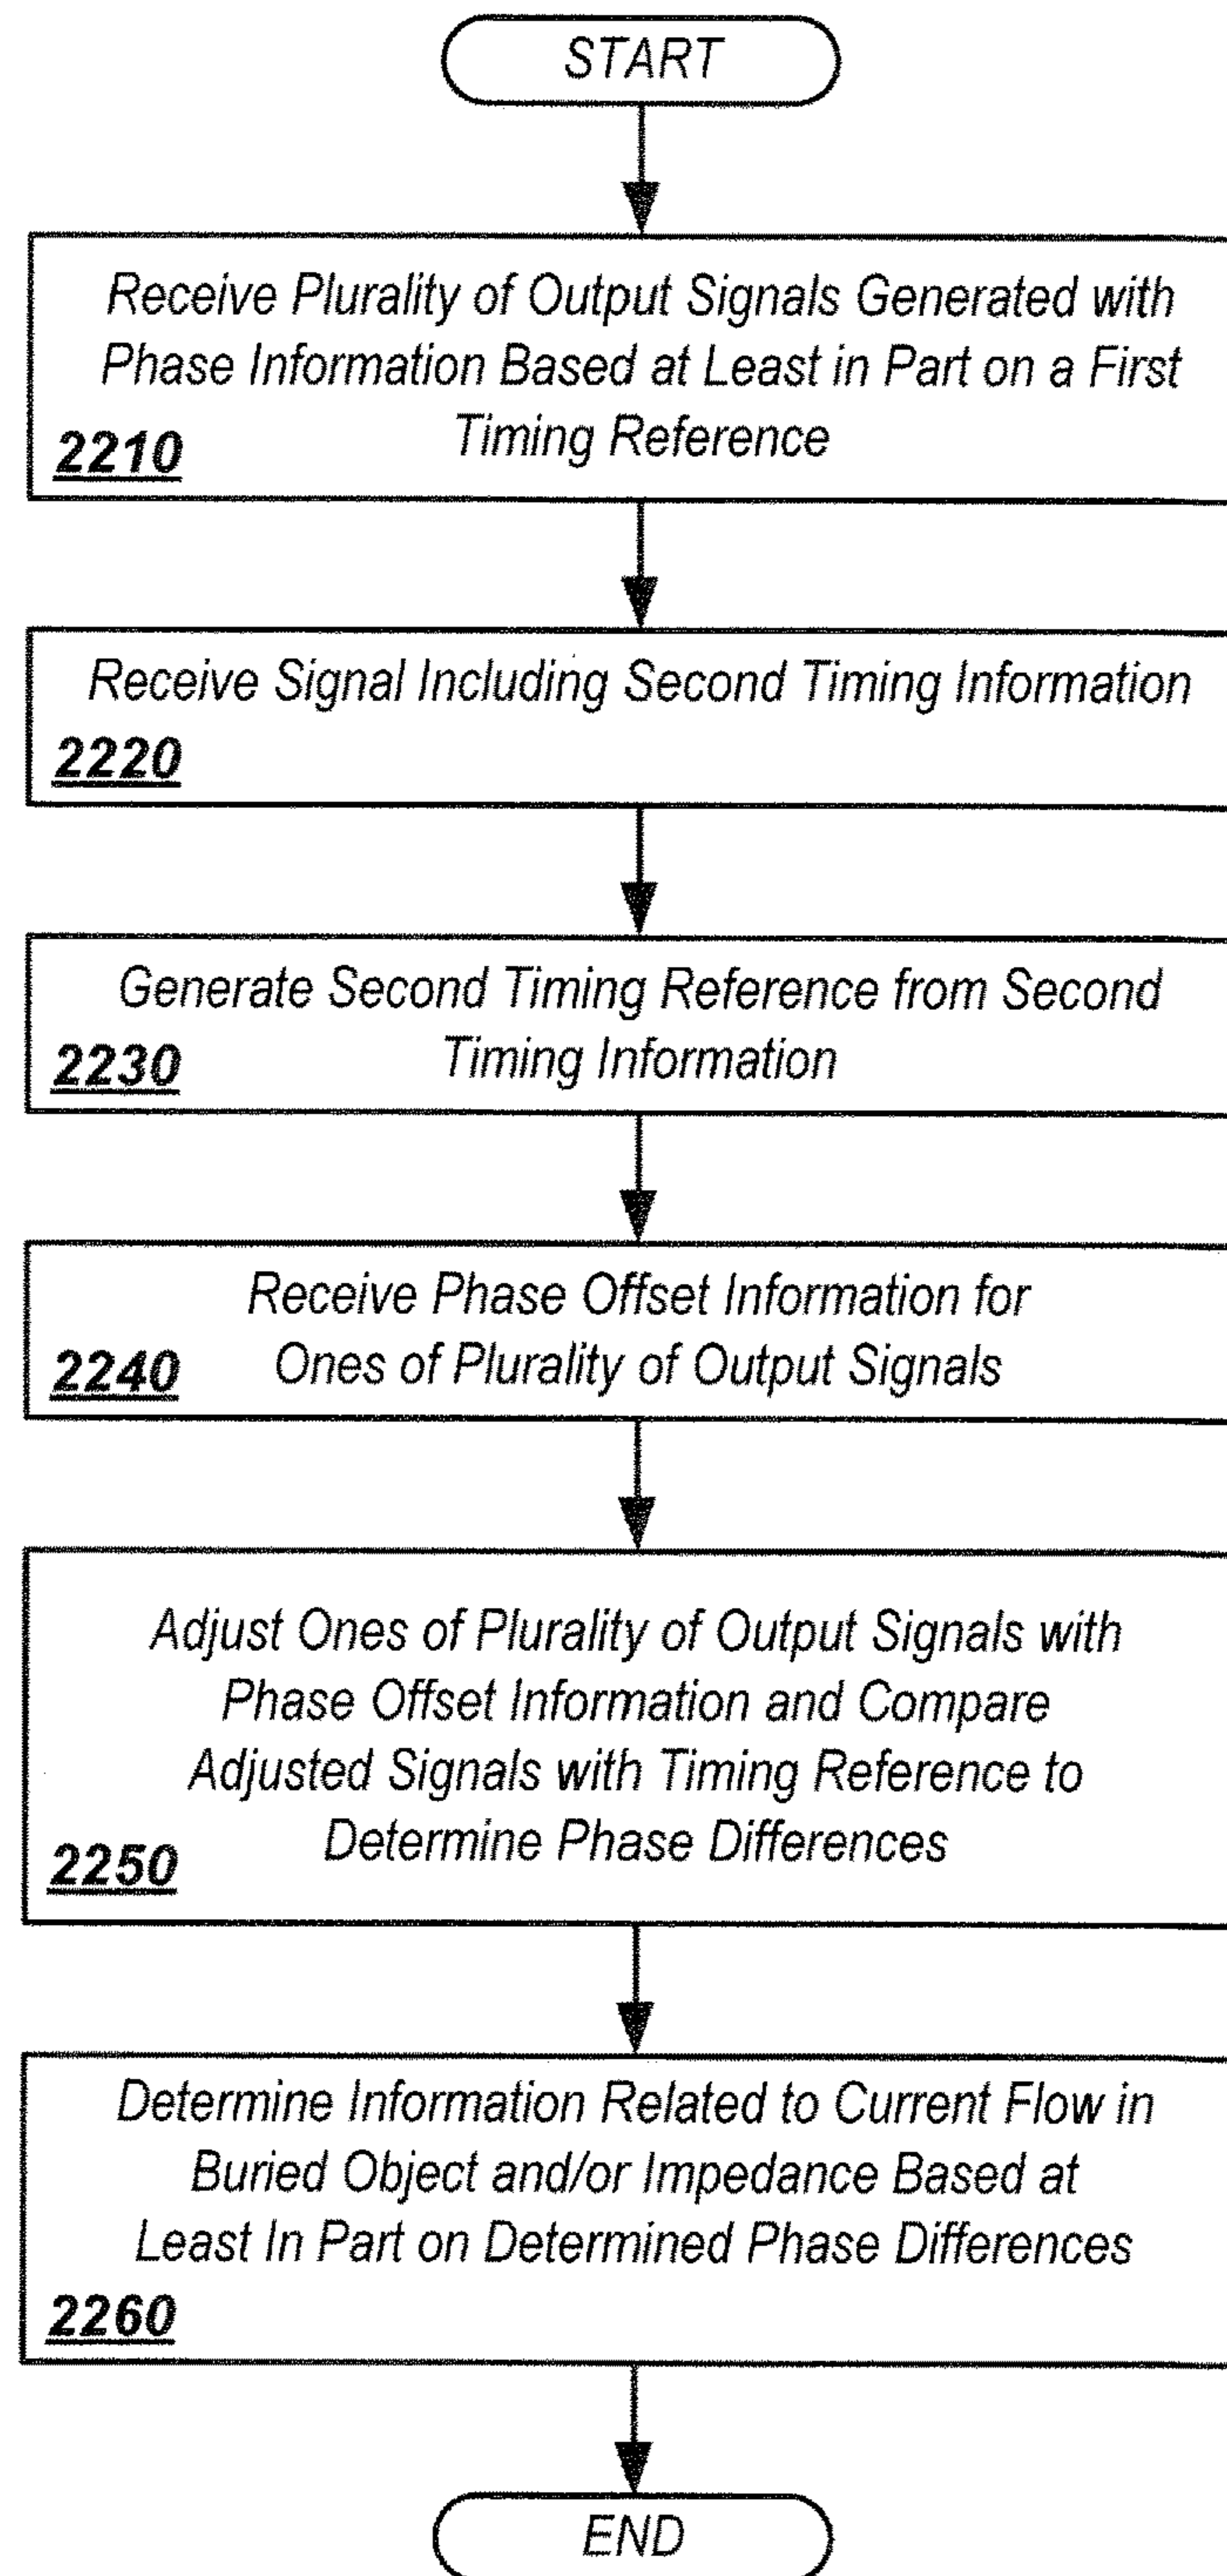 START
Receive Plurality of Output Signals Generated with
Phase Information Based at Least in Part on a First
Timing Reference
2210
Receive Signal Including Second Timing Information
2220
Generate Second Timing Reference from Second
Timing Information
2230
Receive Phase Offset Information for
Ones of Plurality of Output Signals
2240
Adjust Ones of Plurality of Output Signals with
Phase Offset Information and Compare
Adjusted Signals with Timing Reference to
Determine Phase Differences
2250
Determine Information Related to Current Flow in
Buried Object and/or Impedance Based at
Least In Part on Determined Phase Differences
2260
END